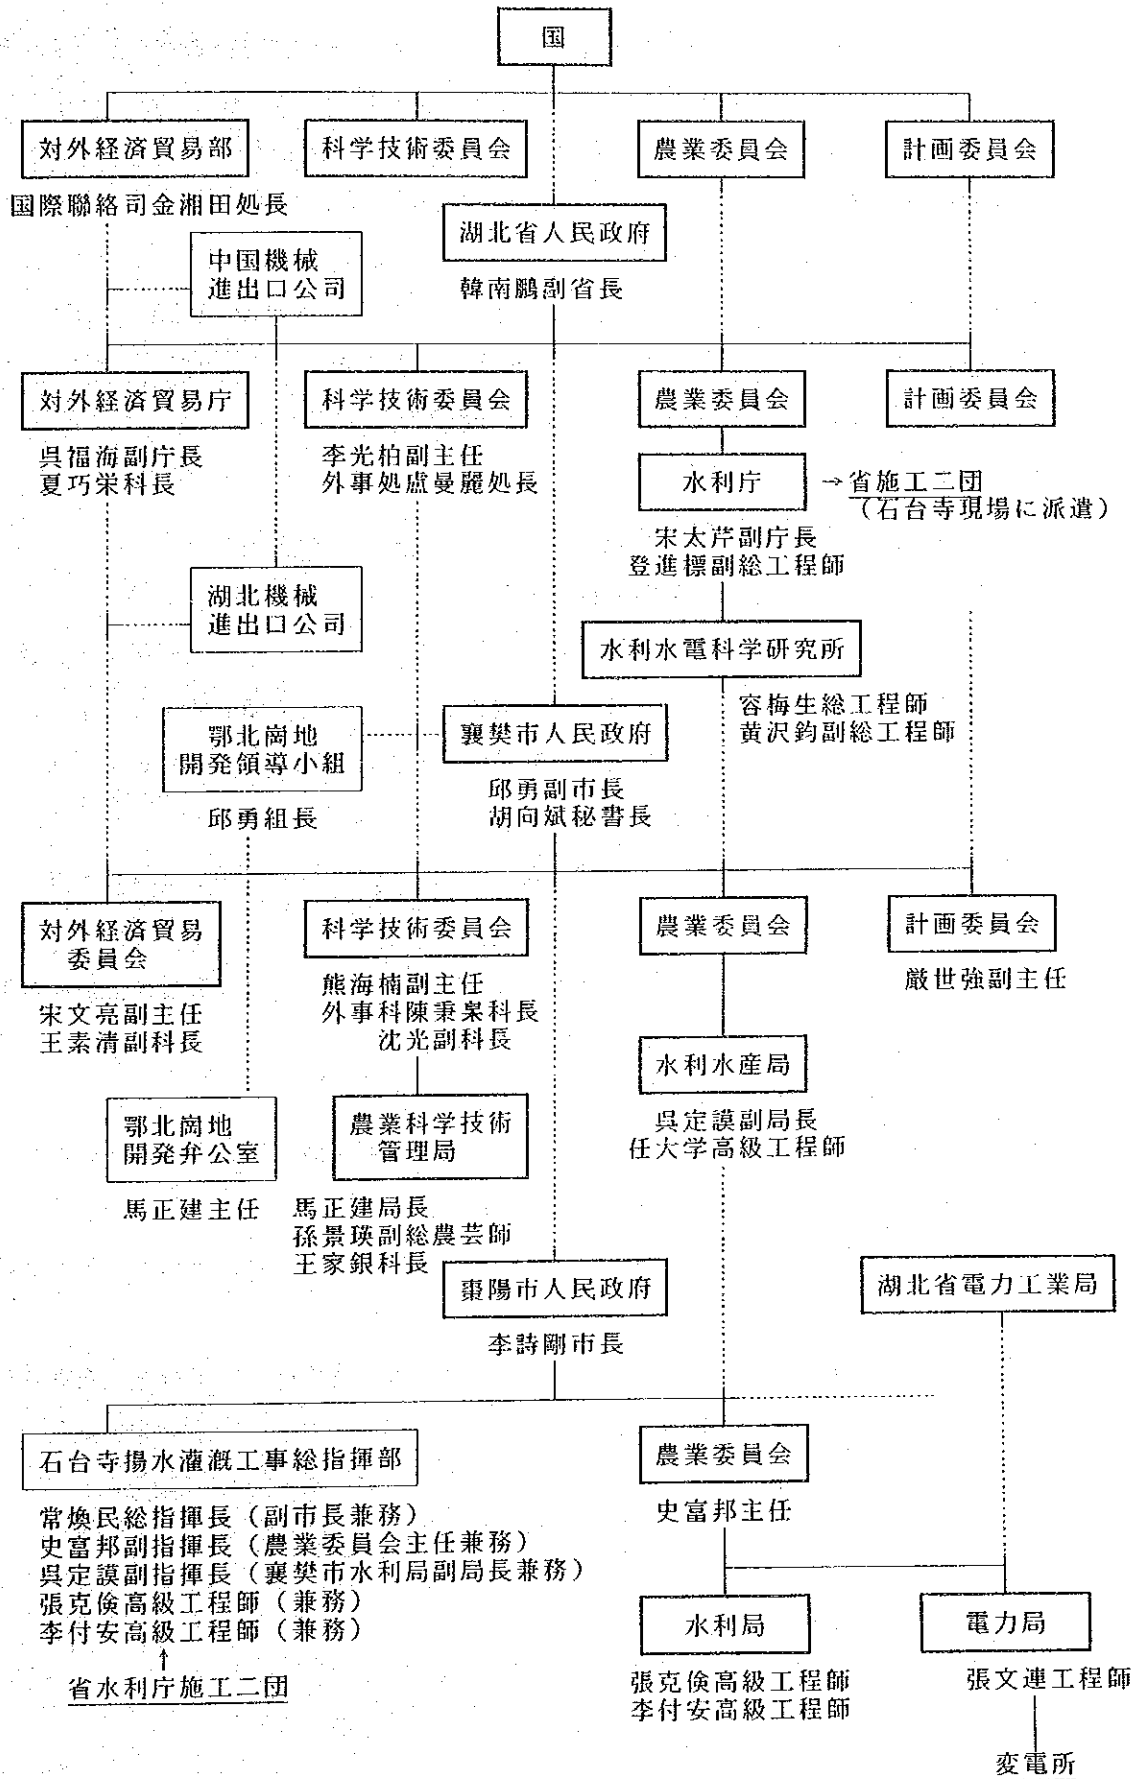 国
対外経済貿易部
科学技術委員会
農業委員会
計画委員会
国際聯絡司金湘田処長
湖北省人民政府
中国機械
進出口公司
韓南鵬副省長
対外経済貿易庁
科学技術委員会
農業委員会
計画委員会
呉福海副庁長
夏巧栄科長
李光柏副主任
外事処盧曼麗処長
水利庁
→省施工二団
(石台寺現場に派遣)
宋太芹副庁長
登進標副総工程師
湖北機械
進出口公司
水利水電科学研究所
容梅生総工程師
黄沢鈞副総工程師
鄂北崗地
開発領導小組
襄樊市人民政府
邱勇組長
邱勇副市長
胡向斌秘書長
対外経済貿易
委員会
科学技術委員会
農業委員会
計画委員会
宋文亮副主任
王素清副科長
熊海楠副主任
外事科陳秉杲科長
沈光副科長
厳世強副主任
水利水産局
呉定謨副局長
任大学高級工程師
鄂北崗地
開発弁公室
農業科学技術
管理局
馬正建主任
馬正建局長
孫景瑛副総農芸師
王家銀科長
棗陽市人民政府
湖北省電力工業局
李詩剛市長
石台寺揚水灌漑工事総指揮部
農業委員会
常煥民総指揮長(副市長兼務)
史富邦副指揮長(農業委員会主任兼務)
呉定謨副指揮長(襄樊市水利局副局長兼務)
張克倹高級工程師(兼務)
李付安高級工程師(兼務)
↑
省水利庁施工二団
史富邦主任
水利局
電力局
張克倹高級工程師
李付安高級工程師
張文連工程師
変電所